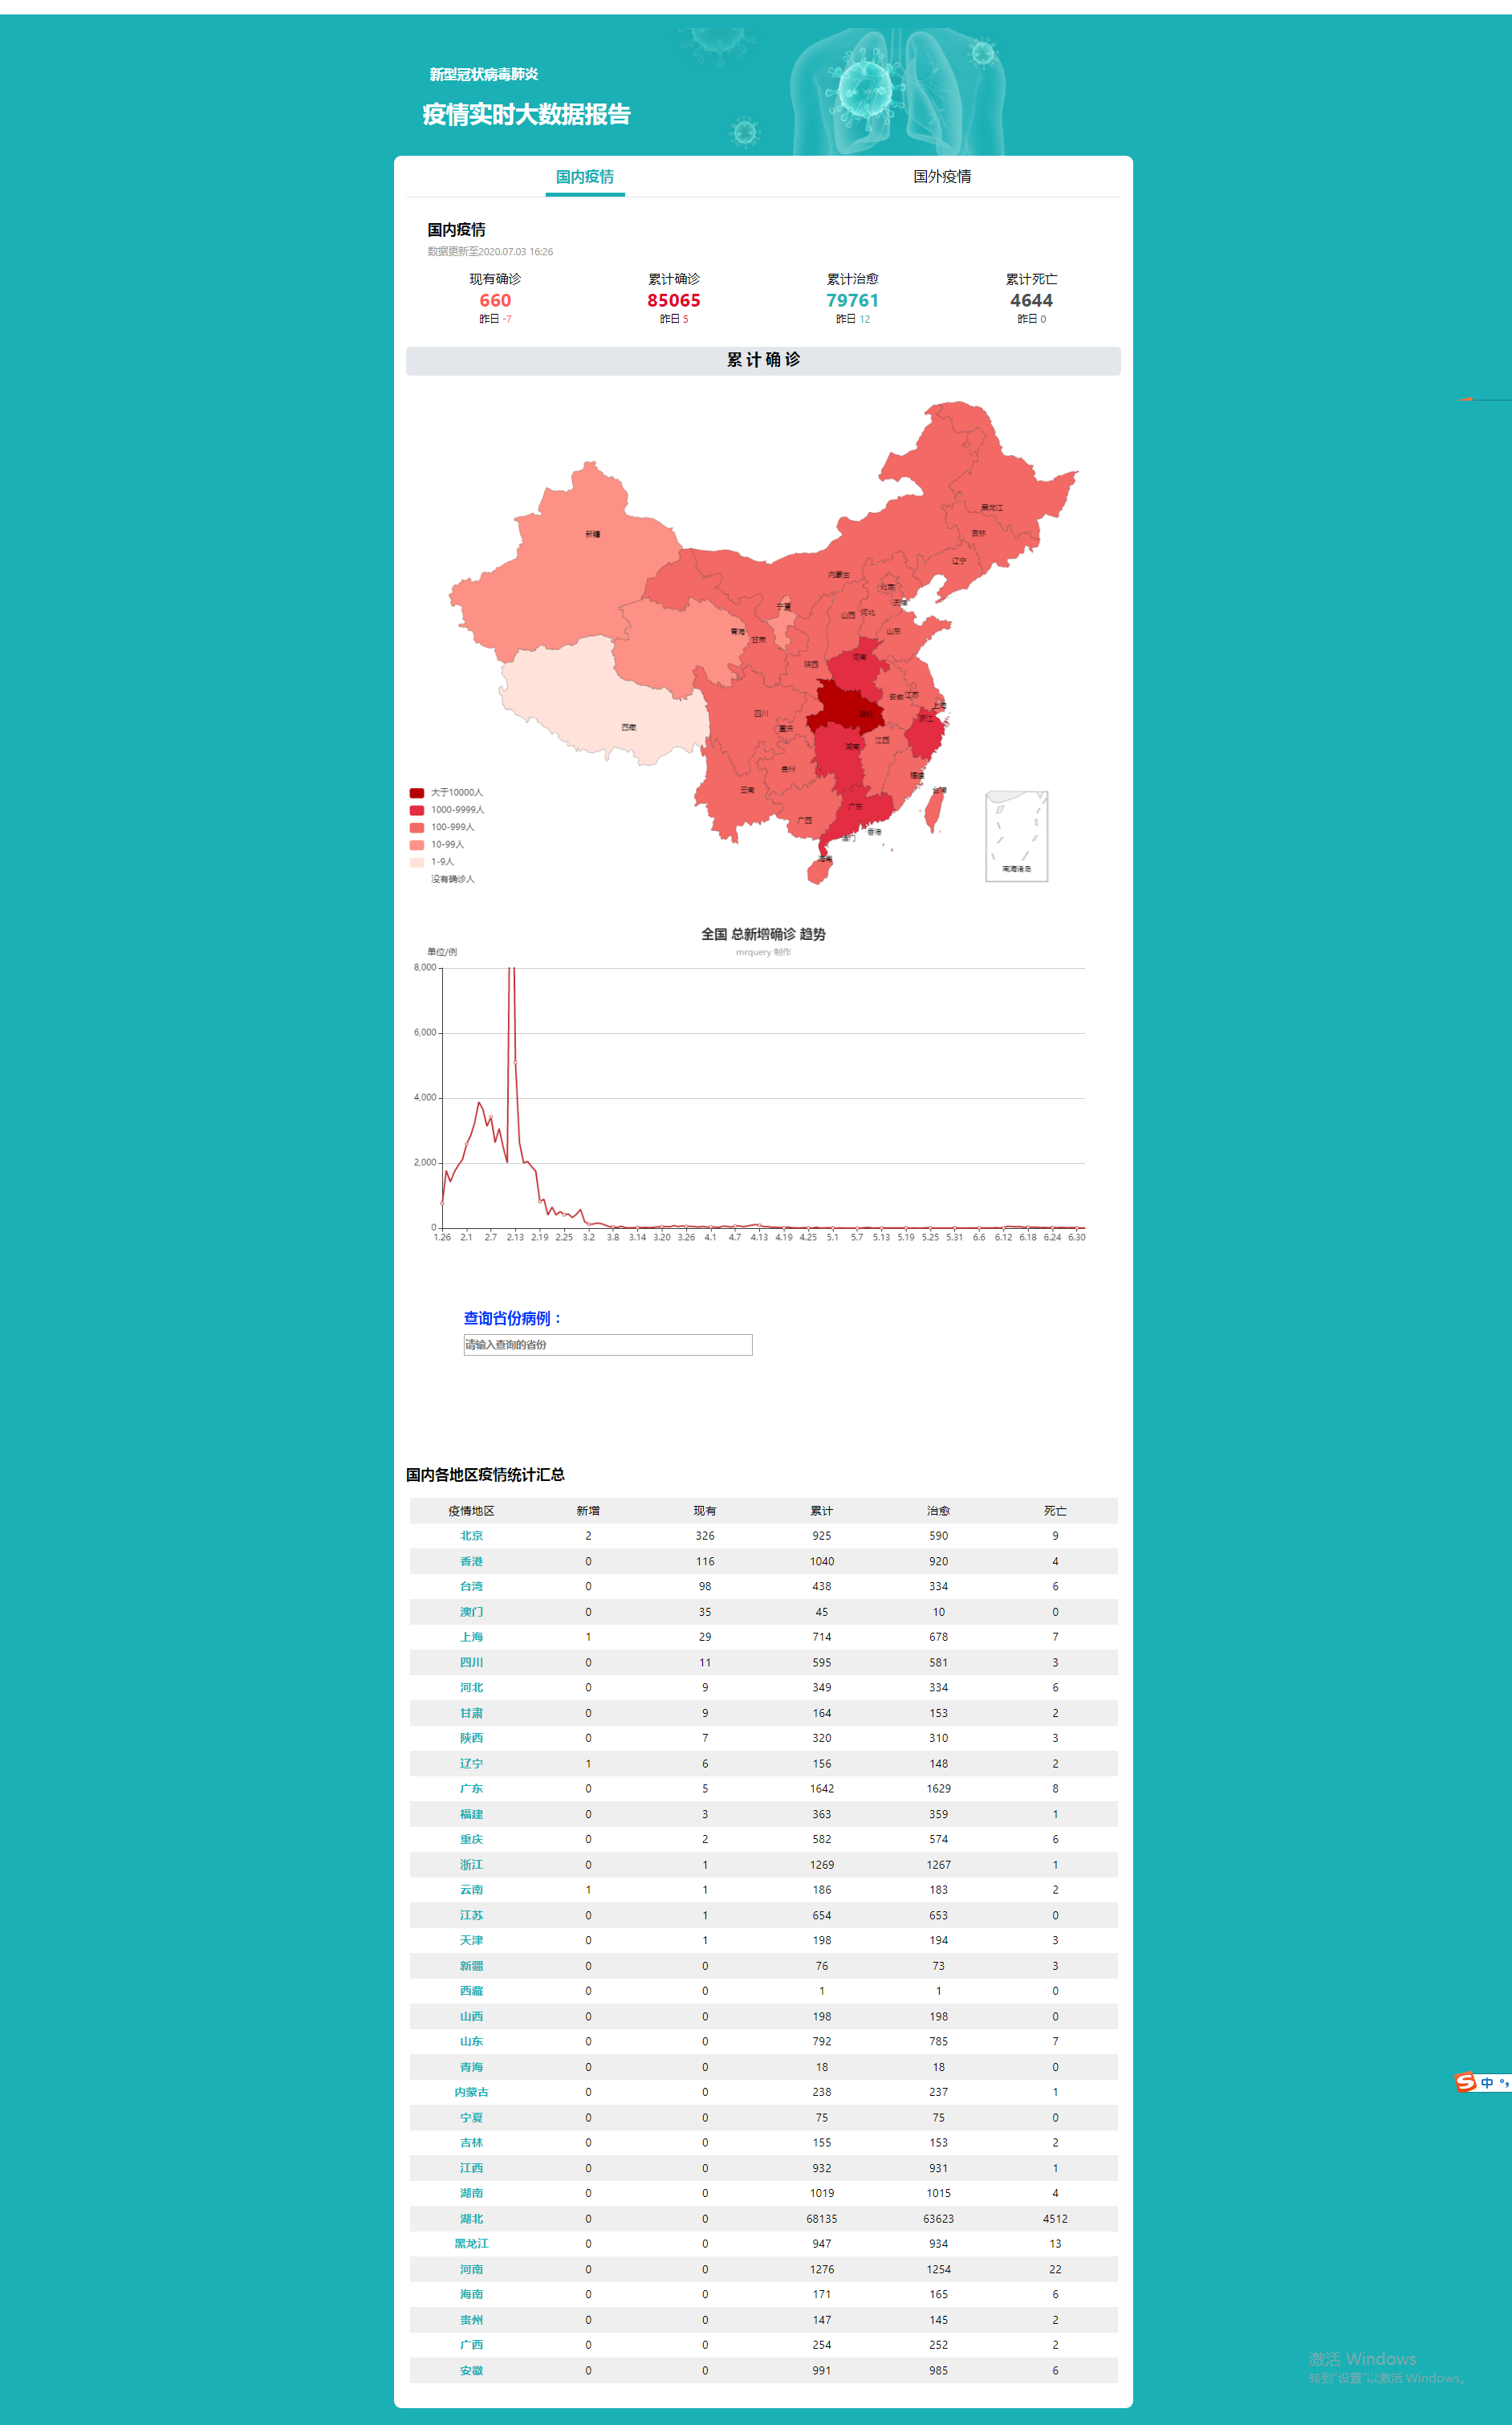 新型冠状病毒肺炎
疫情实时大数据报告
国内疫情 国外疫情
国内疫情
数据更新至2020.07.03 16:26
现有确诊 累计确诊 累计治愈 累计死亡
660 85065 79761 4644
昨日 -7 昨日 5 昨日 12 昨日 0
累 计 确 诊
黑龙江
新疆
吉林
辽宁
内蒙古
北京
天津
宁夏
山西 河北
青海 甘肃
山东
陕西
河南
安徽 江苏
上海
四川
湖北
浙江
西藏
重庆
江西
湖南
贵州
福建
云南
台湾
广东
广西
香港
澳门
海南
南海诸岛
大于10000人
1000-9999人
100-999人
10-99人
1-9人
没有确诊人
全国 总新增确诊 趋势
mrquery 制作
单位/例
8,000
6,000
4,000
2,000
0
1.26 2.1 2.7 2.13 2.19 2.25 3.2 3.8 3.14 3.20 3.26 4.1 4.7 4.13 4.19 4.25 5.1 5.7 5.13 5.19 5.25 5.31 6.6 6.12 6.18 6.24 6.30
查询省份病例：
请输入查询的省份
国内各地区疫情统计汇总
疫情地区 新增 现有 累计 治愈 死亡
北京 2 326 925 590 9
香港 0 116 1040 920 4
台湾 0 98 438 334 6
澳门 0 35 45 10 0
上海 1 29 714 678 7
四川 0 11 595 581 3
河北 0 9 349 334 6
甘肃 0 9 164 153 2
陕西 0 7 320 310 3
辽宁 1 6 156 148 2
广东 0 5 1642 1629 8
福建 0 3 363 359 1
重庆 0 2 582 574 6
浙江 0 1 1269 1267 1
云南 1 1 186 183 2
江苏 0 1 654 653 0
天津 0 1 198 194 3
新疆 0 0 76 73 3
西藏 0 0 1 1 0
山西 0 0 198 198 0
山东 0 0 792 785 7
青海 0 0 18 18 0
内蒙古 0 0 238 237 1
宁夏 0 0 75 75 0
吉林 0 0 155 153 2
江西 0 0 932 931 1
湖南 0 0 1019 1015 4
湖北 0 0 68135 63623 4512
黑龙江 0 0 947 934 13
河南 0 0 1276 1254 22
海南 0 0 171 165 6
贵州 0 0 147 145 2
广西 0 0 254 252 2
安徽 0 0 991 985 6
S 中 °,
激活 Windows
转到"设置"以激活 Windows。